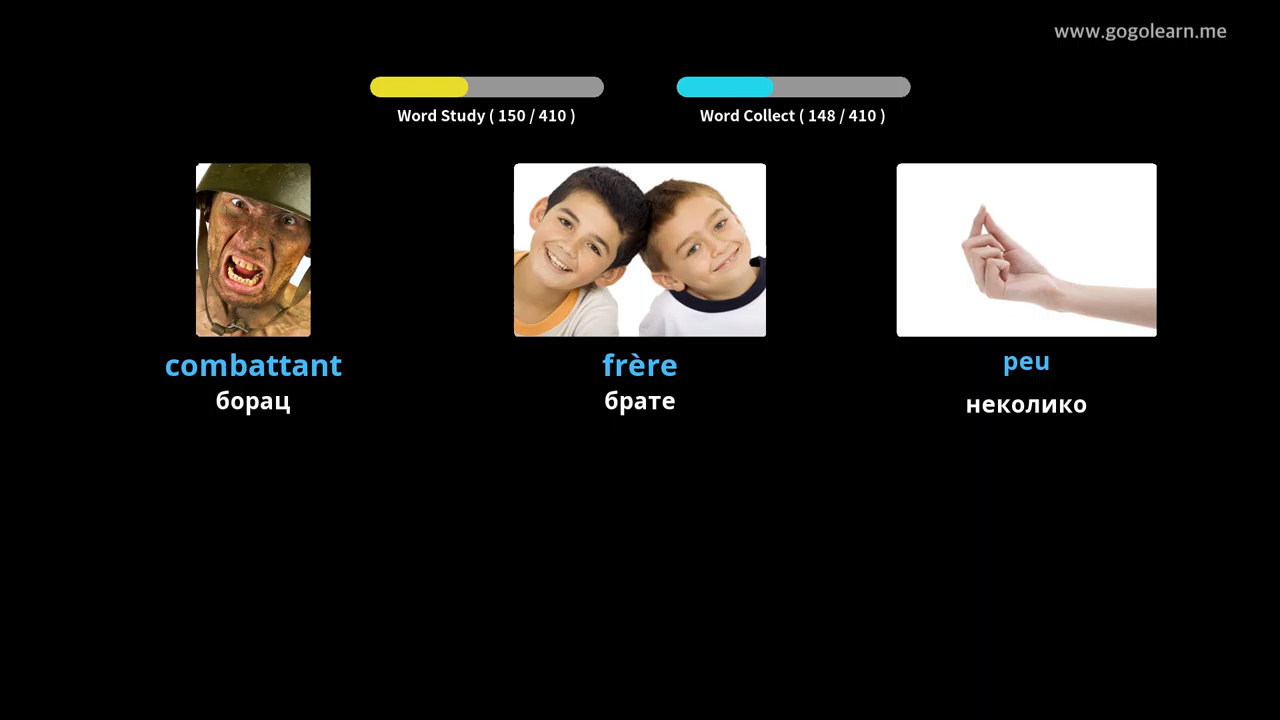 www.gogolearn.me
Word Study ( 150 / 410 )
Word Collect ( 148 / 410 )
combattant
борац
frère
брате
peu
неколико